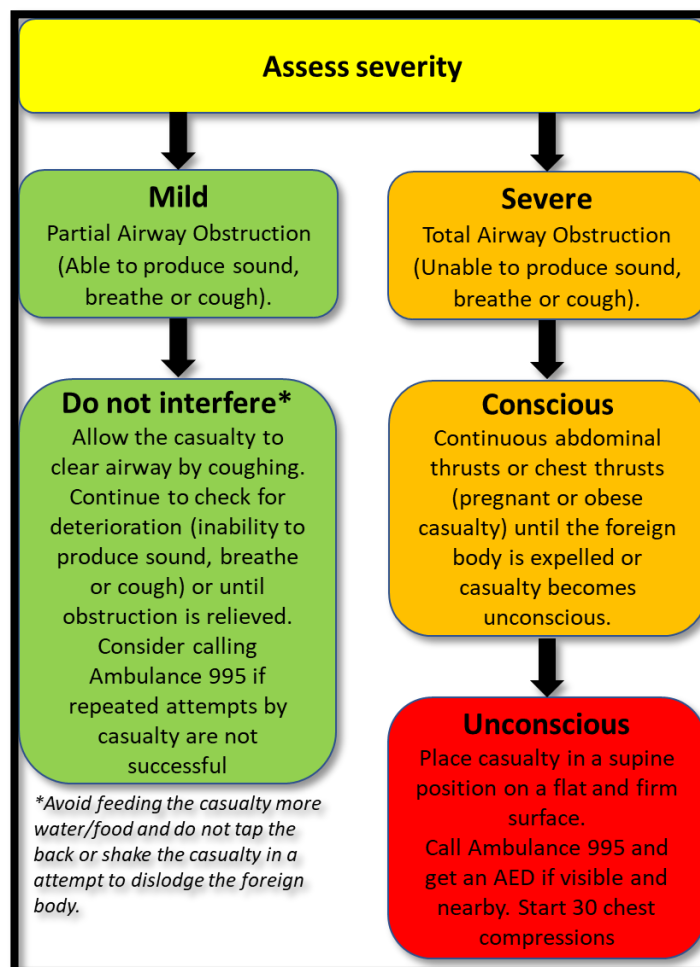 Assess severity
Mild
Partial Airway Obstruction
(Able to produce sound,
breathe or cough).
Do not interfere*
Allow the casualty to
clear airway by coughing.
Continue to check for
deterioration (inability to
produce sound, breathe
or cough) or until
obstruction is relieved.
Consider calling
Ambulance 995 if
repeated attempts by
casualty are not
successful
*Avoid feeding the casualty more
water/food and do not tap the
back or shake the casualty in a
attempt to dislodge the foreign
body.
Severe
Total Airway Obstruction
(Unable to produce sound,
breathe or cough).
Conscious
Continuous abdominal
thrusts or chest thrusts
(pregnant or obese
casualty) until the foreign
body is expelled or
casualty becomes
unconscious.
Unconscious
Place casualty in a supine
position on a flat and firm
surface.
Call Ambulance 995 and
get an AED if visible and
nearby. Start 30 chest
compressions